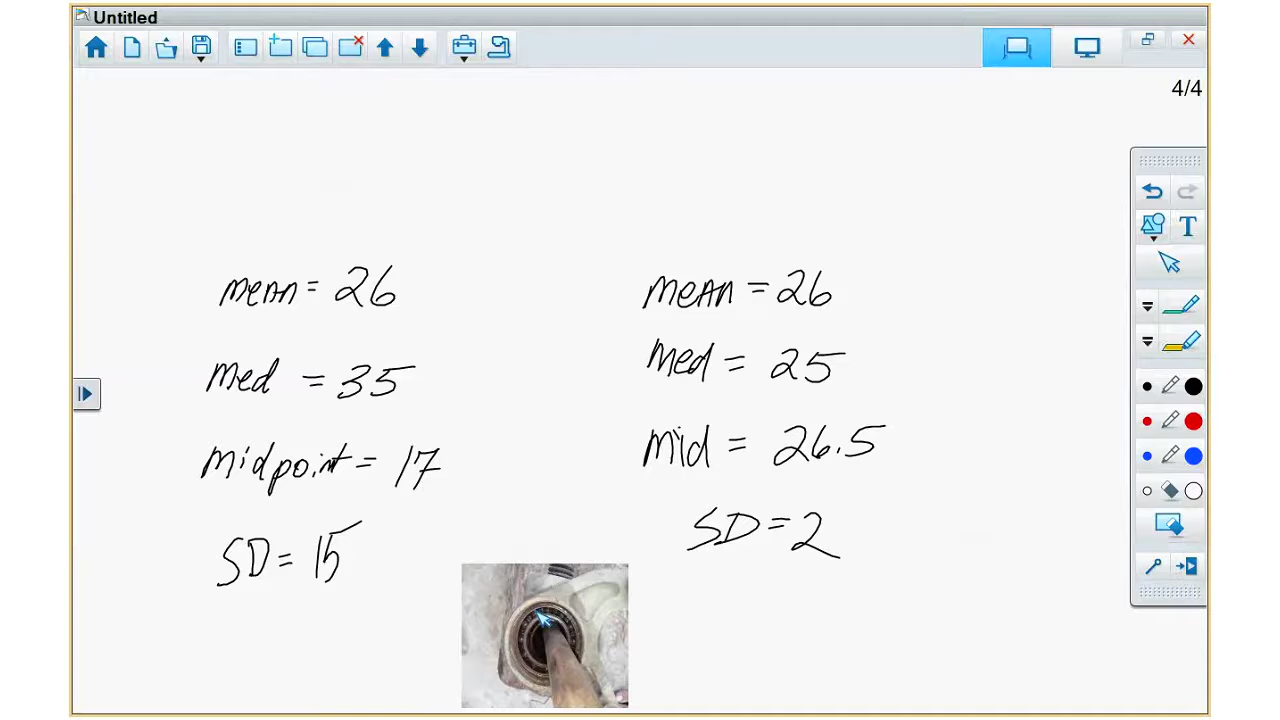 Untitled
4/4
T
mean = 26
med = 35
midpoint = 17
SD = 15
mean = 26
med = 25
mid = 26.5
SD = 2